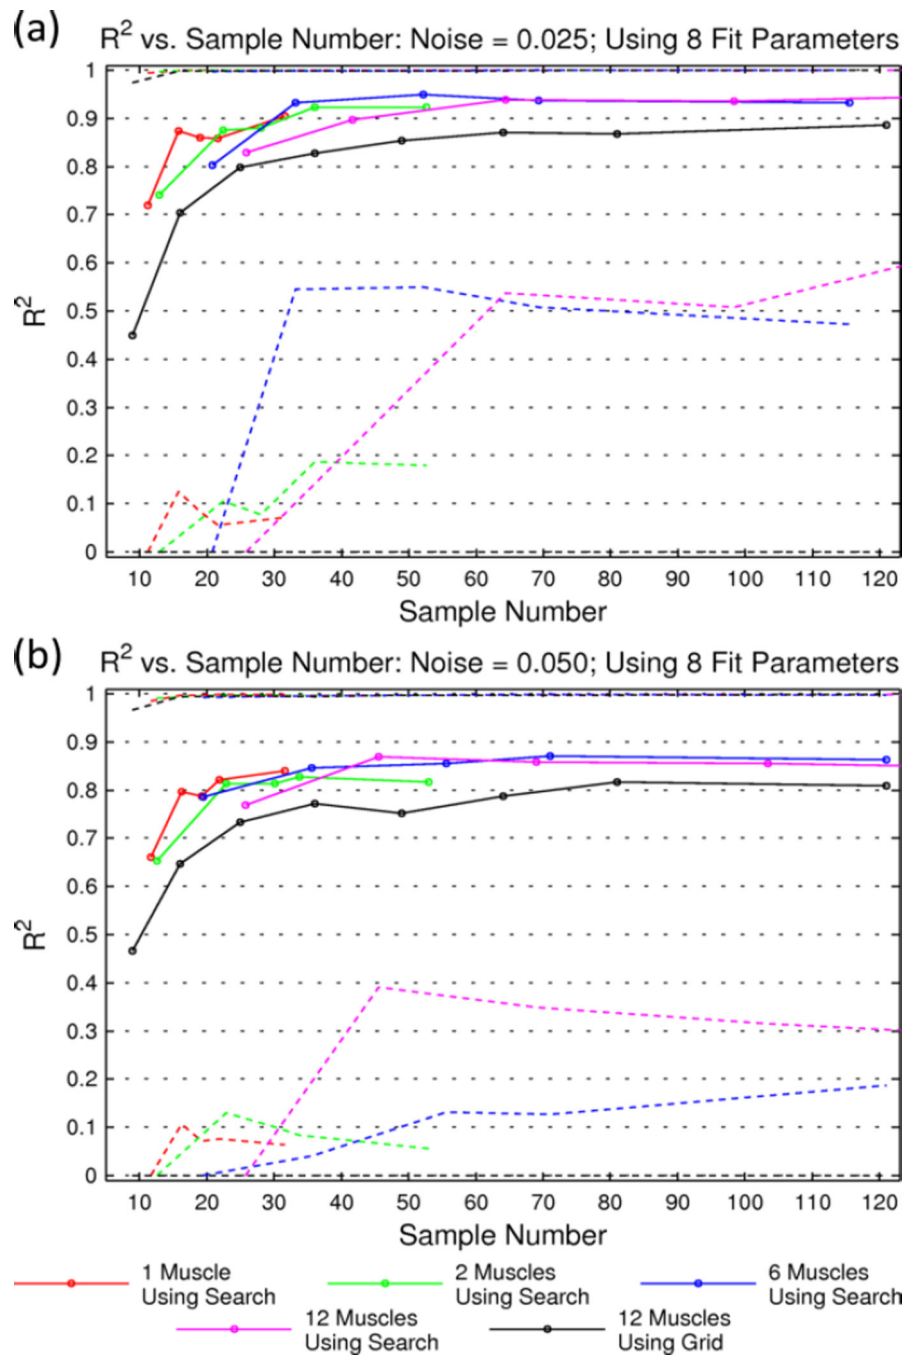 (a)
R² vs. Sample Number: Noise = 0.025; Using 8 Fit Parameters
1
0.9
0.8
0.7
0.6
0.5
0.4
0.3
0.2
0.1
0
R²
10 20 30 40 50 60 70 80 90 100 110 120
Sample Number
(b)
R² vs. Sample Number: Noise = 0.050; Using 8 Fit Parameters
1
0.9
0.8
0.7
0.6
0.5
0.4
0.3
0.2
0.1
0
R²
10 20 30 40 50 60 70 80 90 100 110 120
Sample Number
1 Muscle
Using Search
2 Muscles
Using Search
6 Muscles
Using Search
12 Muscles
Using Search
12 Muscles
Using Grid